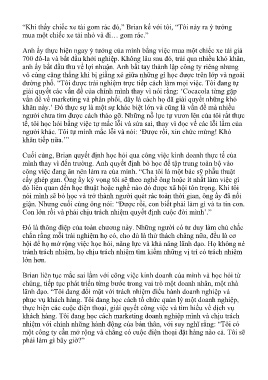 “Khi thấy chiếc xe tải gom rác đó,” Brian kể với tôi, “Tôi nảy ra ý tưởng
mua một chiếc xe tải nhỏ và đi… gom rác.”
Anh ấy thực hiện ngay ý tưởng của mình bằng việc mua một chiếc xe tải giá
700 đô-la và bắt đầu khởi nghiệp. Không lâu sau đó, trải qua nhiều khó khăn,
anh ấy bắt đầu thu về lợi nhuận. Anh bắt tay thành lập công ty riêng nhưng
vô cùng căng thẳng khi bị giằng xé giữa những gì học được trên lớp và ngoài
đường phố. “Tôi được trải nghiệm trực tiếp cách làm mọi việc. Tôi đang tự
giải quyết các vấn đề của chính mình thay vì nói rằng: ‘Cocacola từng gặp
vấn đề về marketing và phân phối, đây là cách họ đã giải quyết những khó
khăn này.’ Đó thực sự là một sự khác biệt lớn và cũng là vấn đề mà nhiều
người chưa tìm được cách tháo gỡ. Những nỗ lực tự vươn lên của tôi rất thực
tế, tôi học hỏi bằng việc tự mắc lỗi và sửa sai, thay vì đọc về các lỗi lầm của
người khác. Tôi tự mình mắc lỗi và nói: ‘Được rồi, xin chúc mừng! Khó
khăn tiếp nữa.’”
Cuối cùng, Brian quyết định học hỏi qua công việc kinh doanh thực tế của
mình thay vì đến trường. Anh quyết định bỏ học để tập trung toàn bộ vào
công việc đang ăn nên làm ra của mình. “Cha tôi là một bác sỹ phẫu thuật
cấy ghép gan. Ông ấy kỳ vọng tôi sẽ theo nghề ông hoặc ít nhất làm việc gì
đó liên quan đến học thuật hoặc nghề nào đó được xã hội tôn trọng. Khi tôi
nói mình sẽ bỏ học và trở thành người quét rác toàn thời gian, ông ấy đã nổi
giận. Nhưng cuối cùng ông nói: “Được rồi, con biết phải làm gì và ta tin con.
Con lớn rồi và phải chịu trách nhiệm quyết định cuộc đời mình’.”
Đó là thông điệp của toàn chương này. Những người có tư duy làm chủ chắc
chắn rằng mỗi trải nghiệm họ có, cho dù là thử thách chăng nữa, đều là cơ
hội để họ mở rộng việc học hỏi, năng lực và khả năng lãnh đạo. Họ không né
tránh trách nhiệm, họ chịu trách nhiệm tìm kiếm những vị trí có trách nhiệm
lớn hơn.
Brian liên tục mắc sai lầm với công việc kinh doanh của mình và học hỏi từ
chúng, tiếp tục phát triển từng bước trong vai trò một doanh nhân, một nhà
lãnh đạo. “Tôi đang đối mặt với trách nhiệm điều hành doanh nghiệp và
phục vụ khách hàng. Tôi đang học cách tổ chức quản lý một doanh nghiệp,
thực hiện các cuộc điện thoại, giải quyết công việc và tìm hiểu về dịch vụ
khách hàng. Tôi đang học cách marketing doanh nghiệp mình và chịu trách
nhiệm với chính những hành động của bản thân, với suy nghĩ rằng: “Tôi có
một công ty cần mở rộng và chẳng có cuộc điện thoại đặt hàng nào cả. Tôi sẽ
phải làm gì bây giờ?”